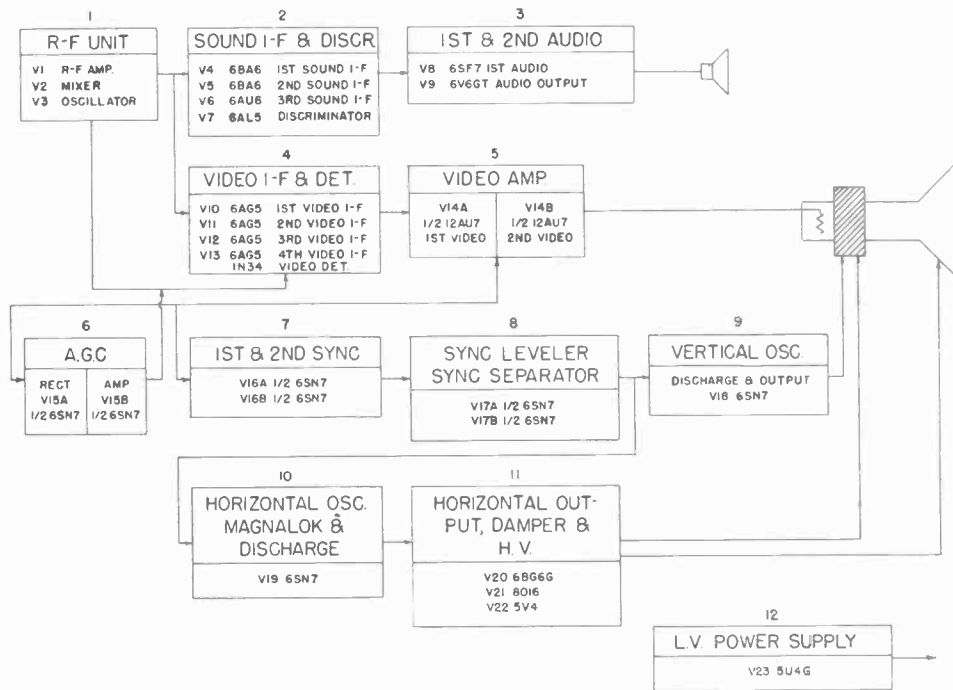 1
R-F UNIT
V1 R-F AMP.
V2 MIXER
V3 OSCILLATOR
2
SOUND I-F & DISCR.
V4 6BA6 1ST SOUND I-F
V5 6BA6 2ND SOUND I-F
V6 6AU6 3RD SOUND I-F
V7 6AL5 DISCRIMINATOR
3
1ST & 2ND AUDIO
V8 6SF7 1ST AUDIO
V9 6V6GT AUDIO OUTPUT
4
VIDEO I-F & DET.
V10 6AG5 1ST VIDEO I-F
V11 6AG5 2ND VIDEO I-F
V12 6AG5 3RD VIDEO I-F
V13 6AG5 4TH VIDEO I-F
1N34 VIDEO DET.
5
VIDEO AMP.
V14A
1/2 12AU7
1ST VIDEO
V14B
1/2 12AU7
2ND VIDEO
6
A.G.C
RECT
V15A
1/2 6SN7
AMP
V15B
1/2 6SN7
7
1ST & 2ND SYNC
V16A 1/2 6SN7
V16B 1/2 6SN7
8
SYNC LEVELER
SYNC SEPARATOR
V17A 1/2 6SN7
V17B 1/2 6SN7
9
VERTICAL OSC.
DISCHARGE & OUTPUT
V18 6SN7
10
HORIZONTAL OSC.
MAGNALOK &
DISCHARGE
V19 6SN7
11
HORIZONTAL OUT-
PUT, DAMPER &
H. V.
V20 6BG6G
V21 8016
V22 5V4
12
L.V. POWER SUPPLY
V23 5U4G